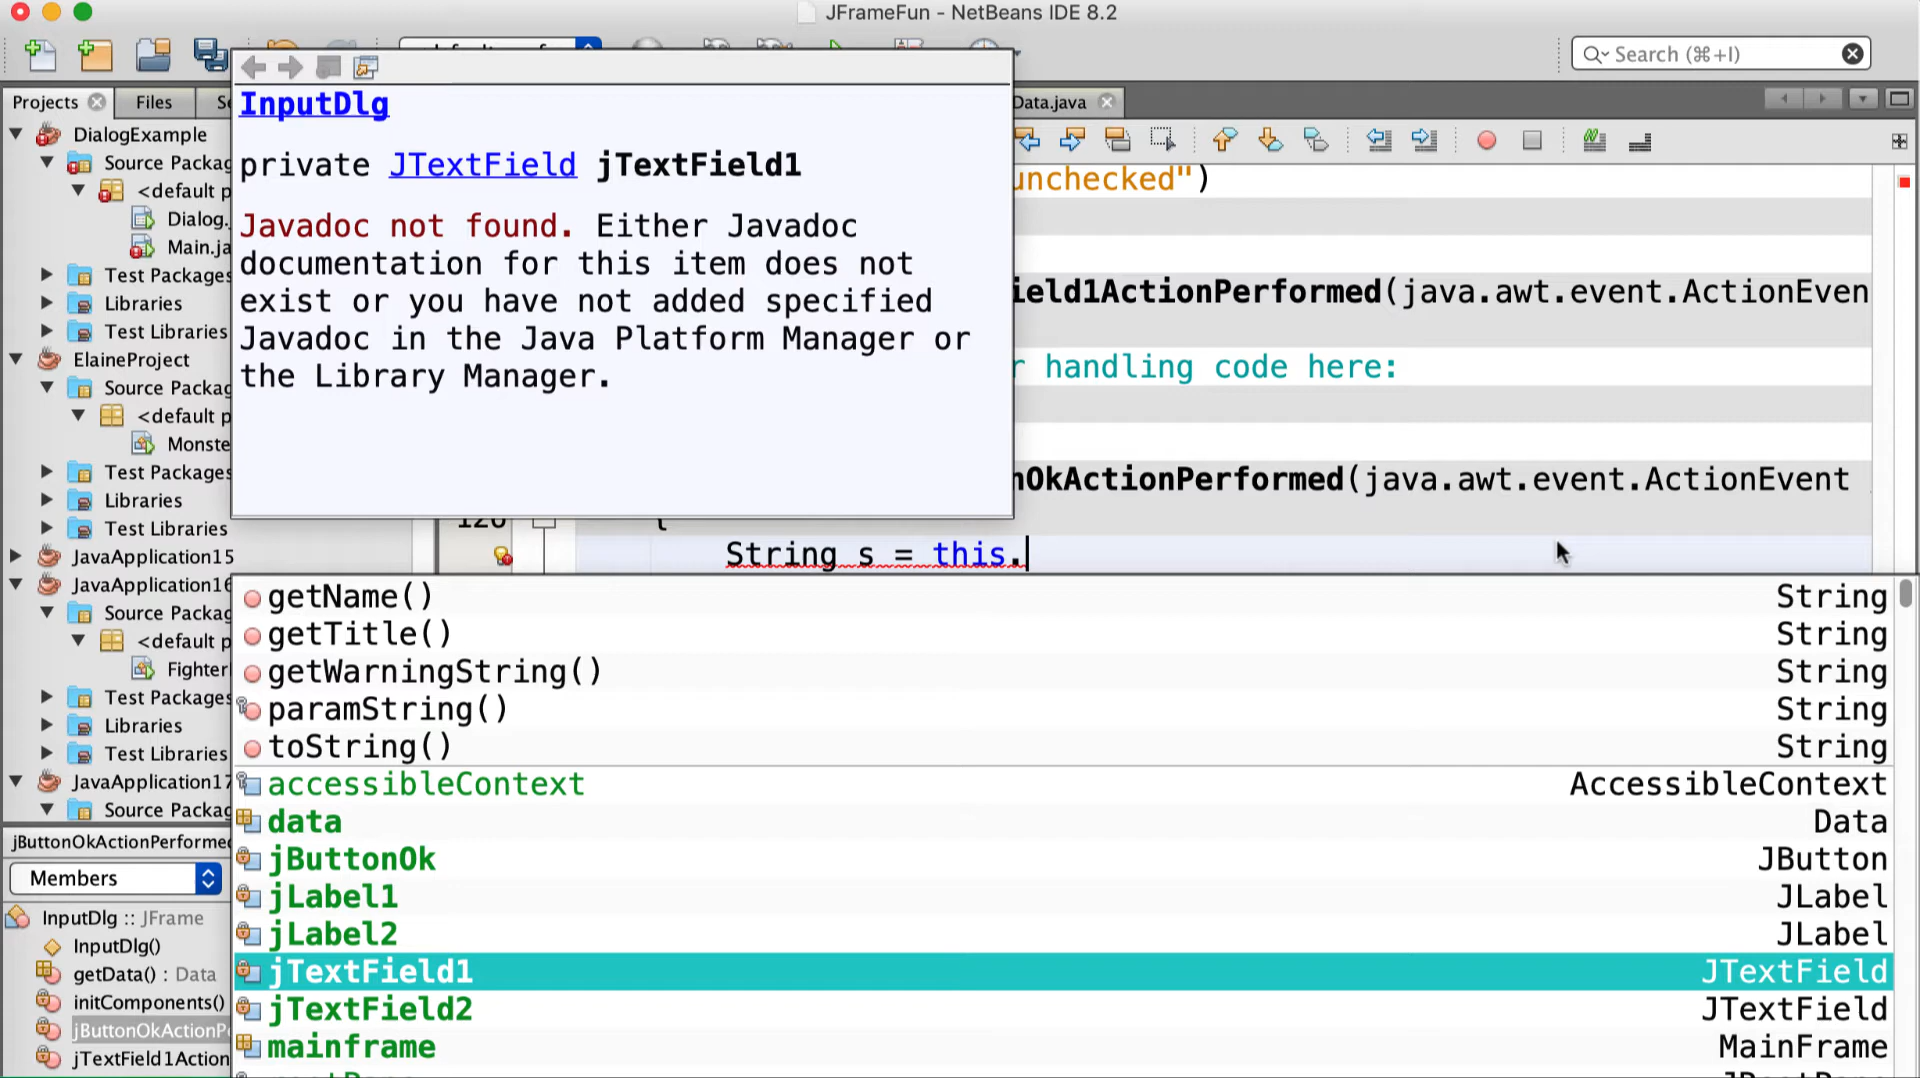 JFrameFun - NetBeans IDE 8.2
Search (⌘+I)
Projects
Files
Data.java
InputDlg
private JTextField jTextField1
Javadoc not found. Either Javadoc
documentation for this item does not
exist or you have not added specified
Javadoc in the Java Platform Manager or
the Library Manager.
DialogExample
Source Packag
<default p
Dialog.
Main.ja
Test Packages
Libraries
Test Libraries
ElaineProject
Source Packag
<default p
Monste
Test Packages
Libraries
Test Libraries
JavaApplication15
JavaApplication16
Source Packag
<default p
Fighter
Test Packages
Libraries
Test Libraries
JavaApplication17
Source Packag
unchecked")
ield1ActionPerformed(java.awt.event.ActionEven
r handling code here:
OkActionPerformed(java.awt.event.ActionEvent
{
String s = this.
getName() String
getTitle() String
getWarningString() String
paramString() String
toString() String
accessibleContext AccessibleContext
data Data
jButtonOk JButton
jLabel1 JLabel
jLabel2 JLabel
jTextField1 JTextField
jTextField2 JTextField
mainframe MainFrame
jButtonOkActionPerformed
Members
InputDlg :: JFrame
InputDlg()
getData() : Data
initComponents()
jButtonOkActionP
jTextField1Action